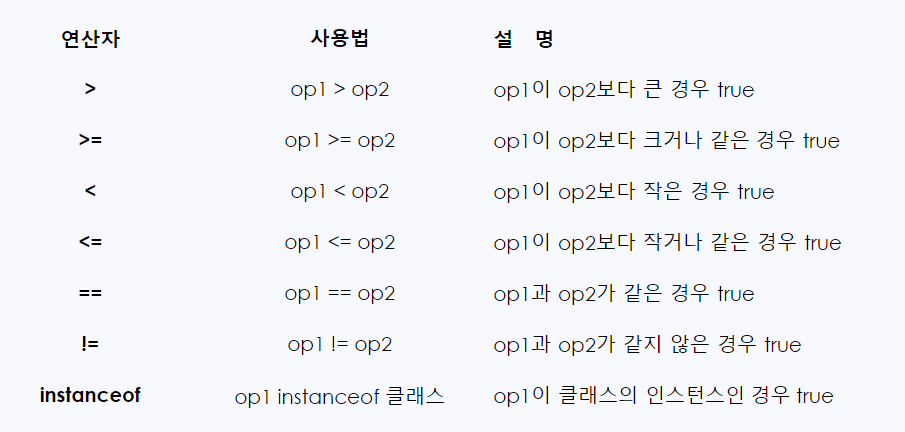 연산자 사용법 설 명
> op1 > op2 op1이 op2보다 큰 경우 true
>= op1 >= op2 op1이 op2보다 크거나 같은 경우 true
< op1 < op2 op1이 op2보다 작은 경우 true
<= op1 <= op2 op1이 op2보다 작거나 같은 경우 true
== op1 == op2 op1과 op2가 같은 경우 true
!= op1 != op2 op1과 op2가 같지 않은 경우 true
instanceof op1 instanceof 클래스 op1이 클래스의 인스턴스인 경우 true